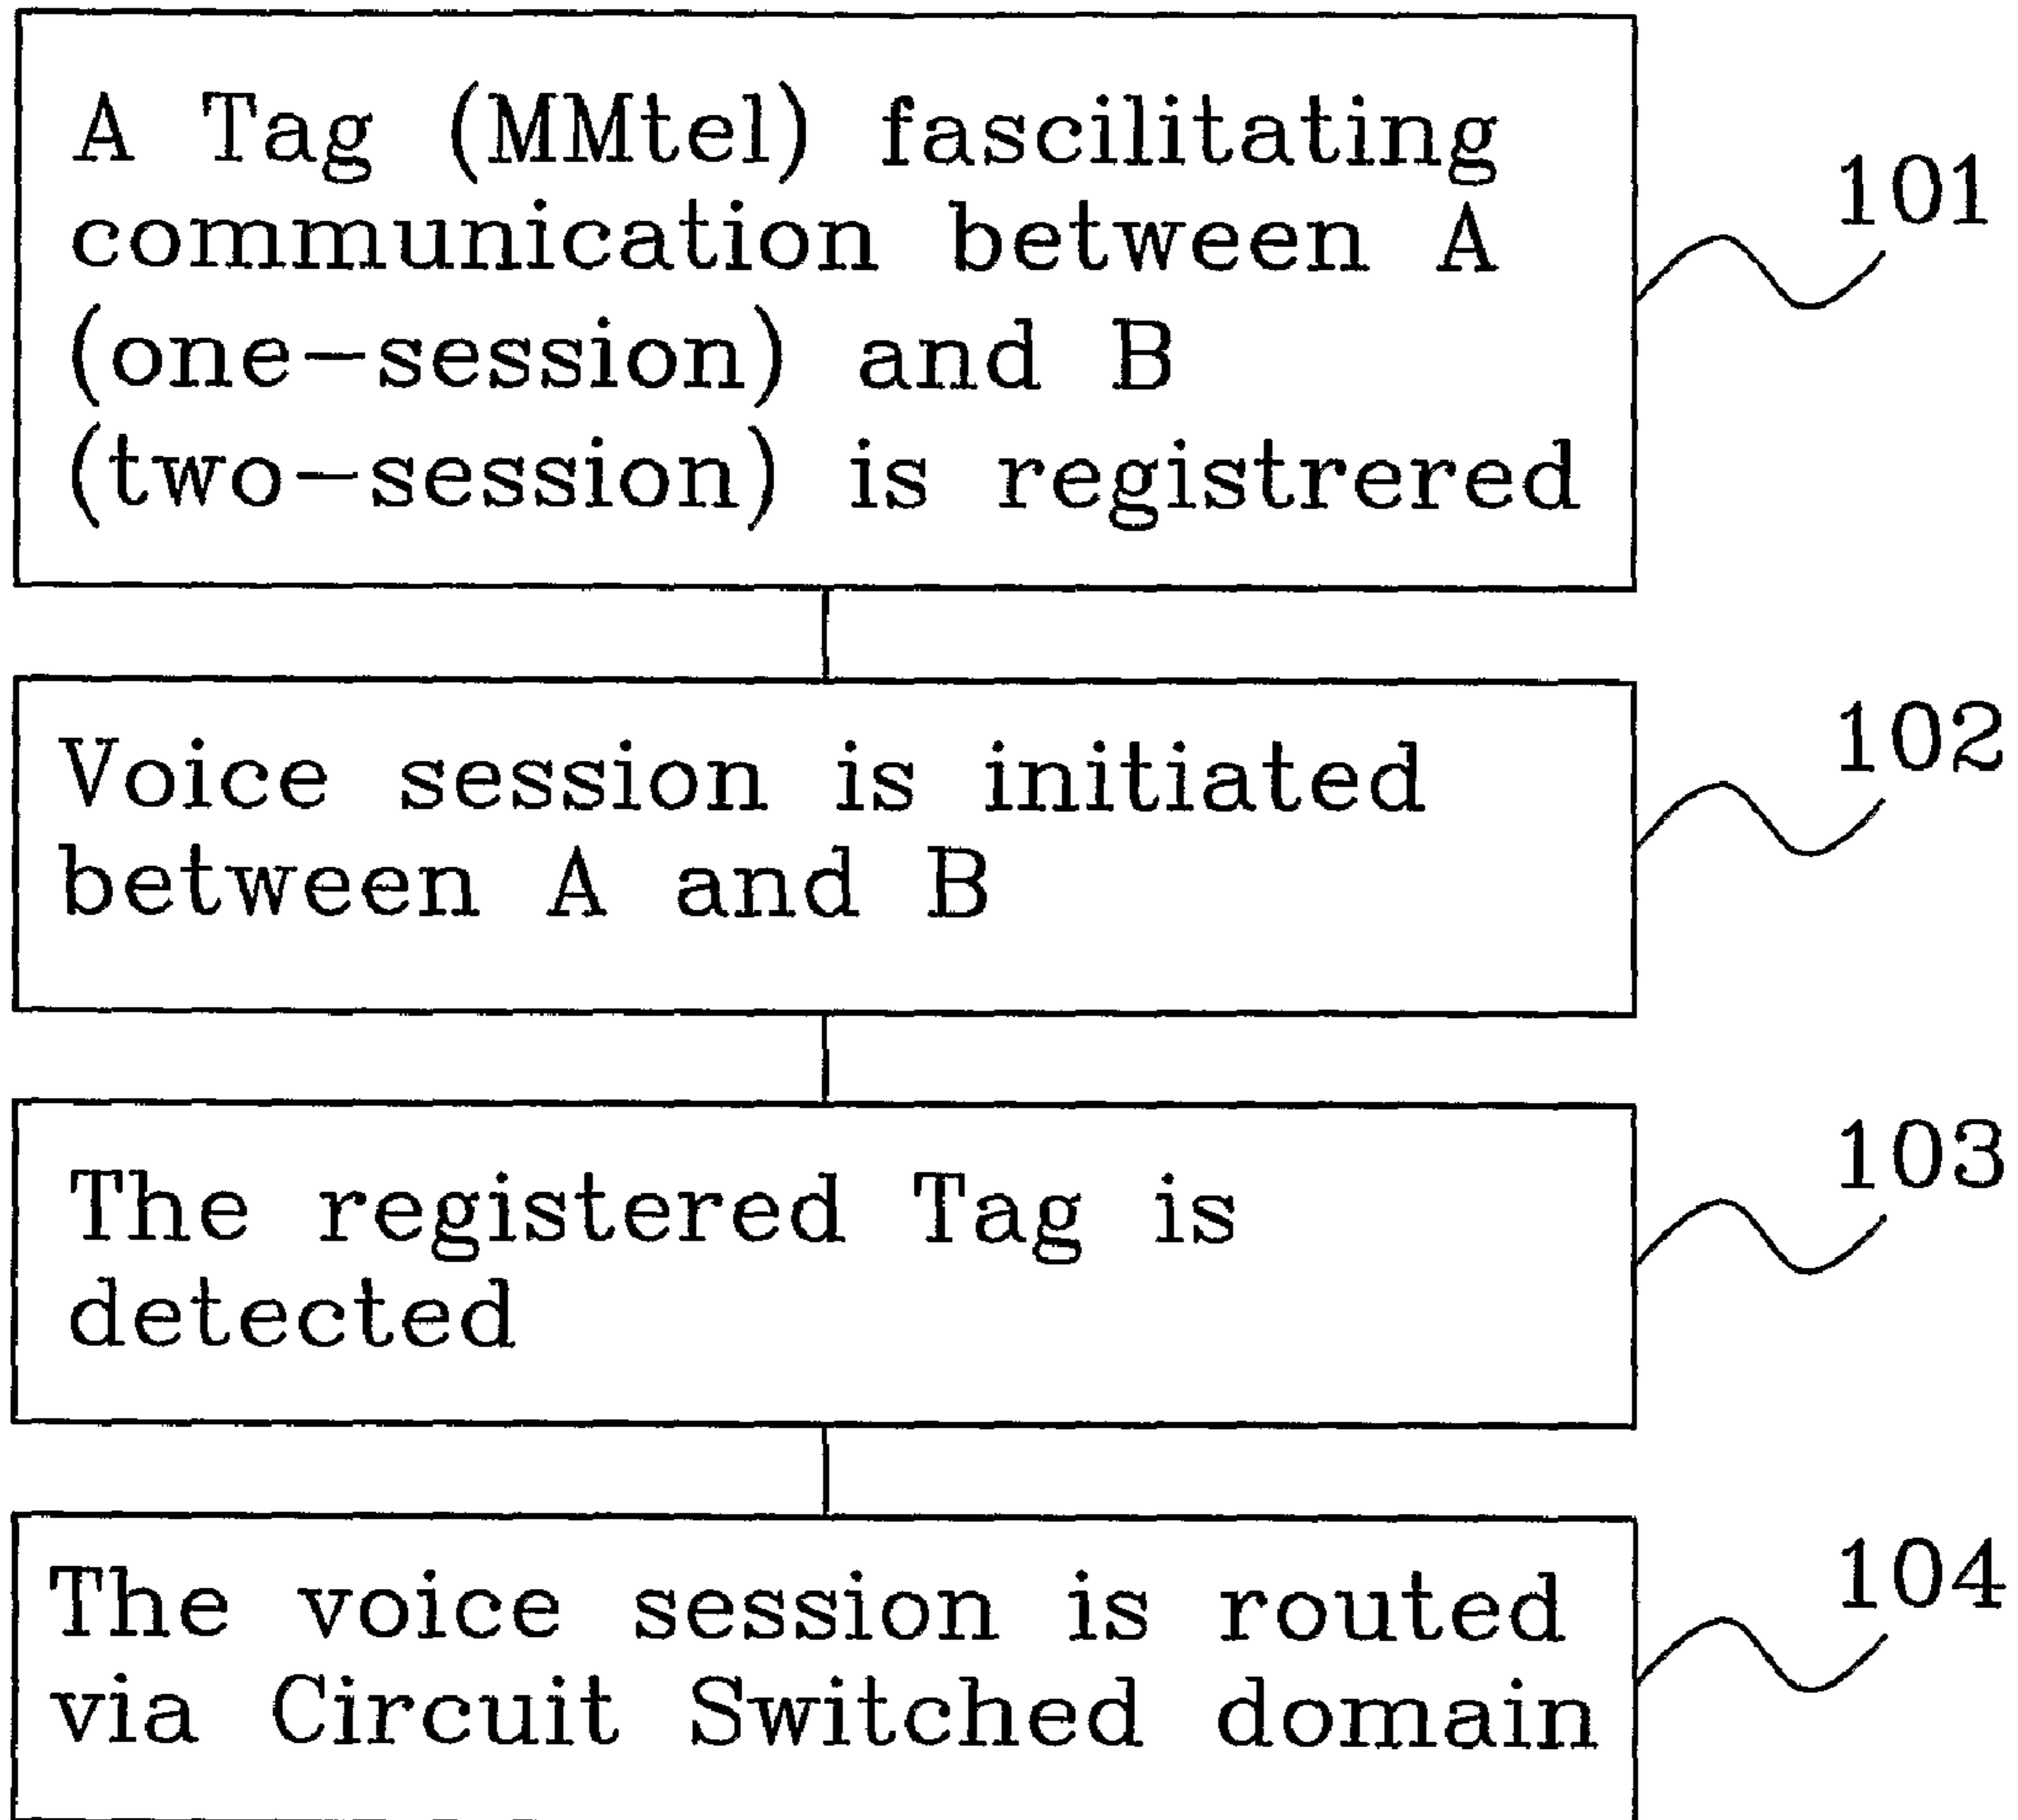 A Tag (MMtel) fascilitating
communication between A
(one-session) and B
(two-session) is registrered
101
Voice session is initiated
between A and B
102
The registered Tag is
detected
103
The voice session is routed
via Circuit Switched domain
104